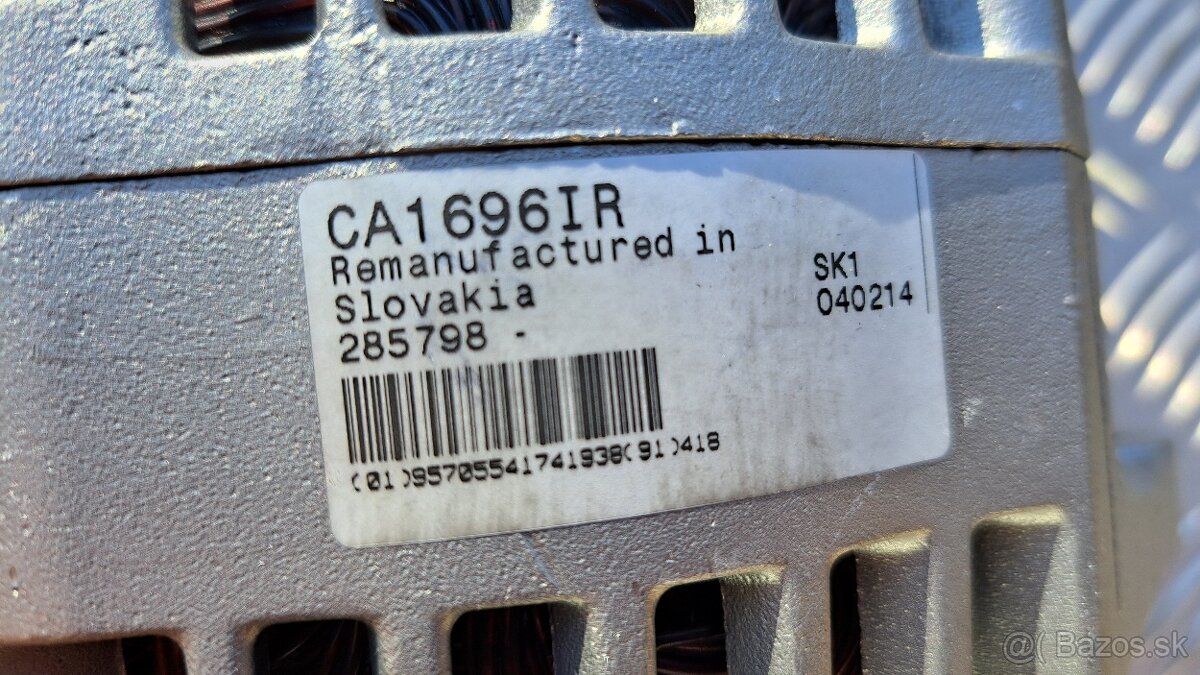 CA1696IR
Remanufactured in
Slovakia
285798 -
SK1
040214
(01)95705541741938(91)418
@( Bazos.sk